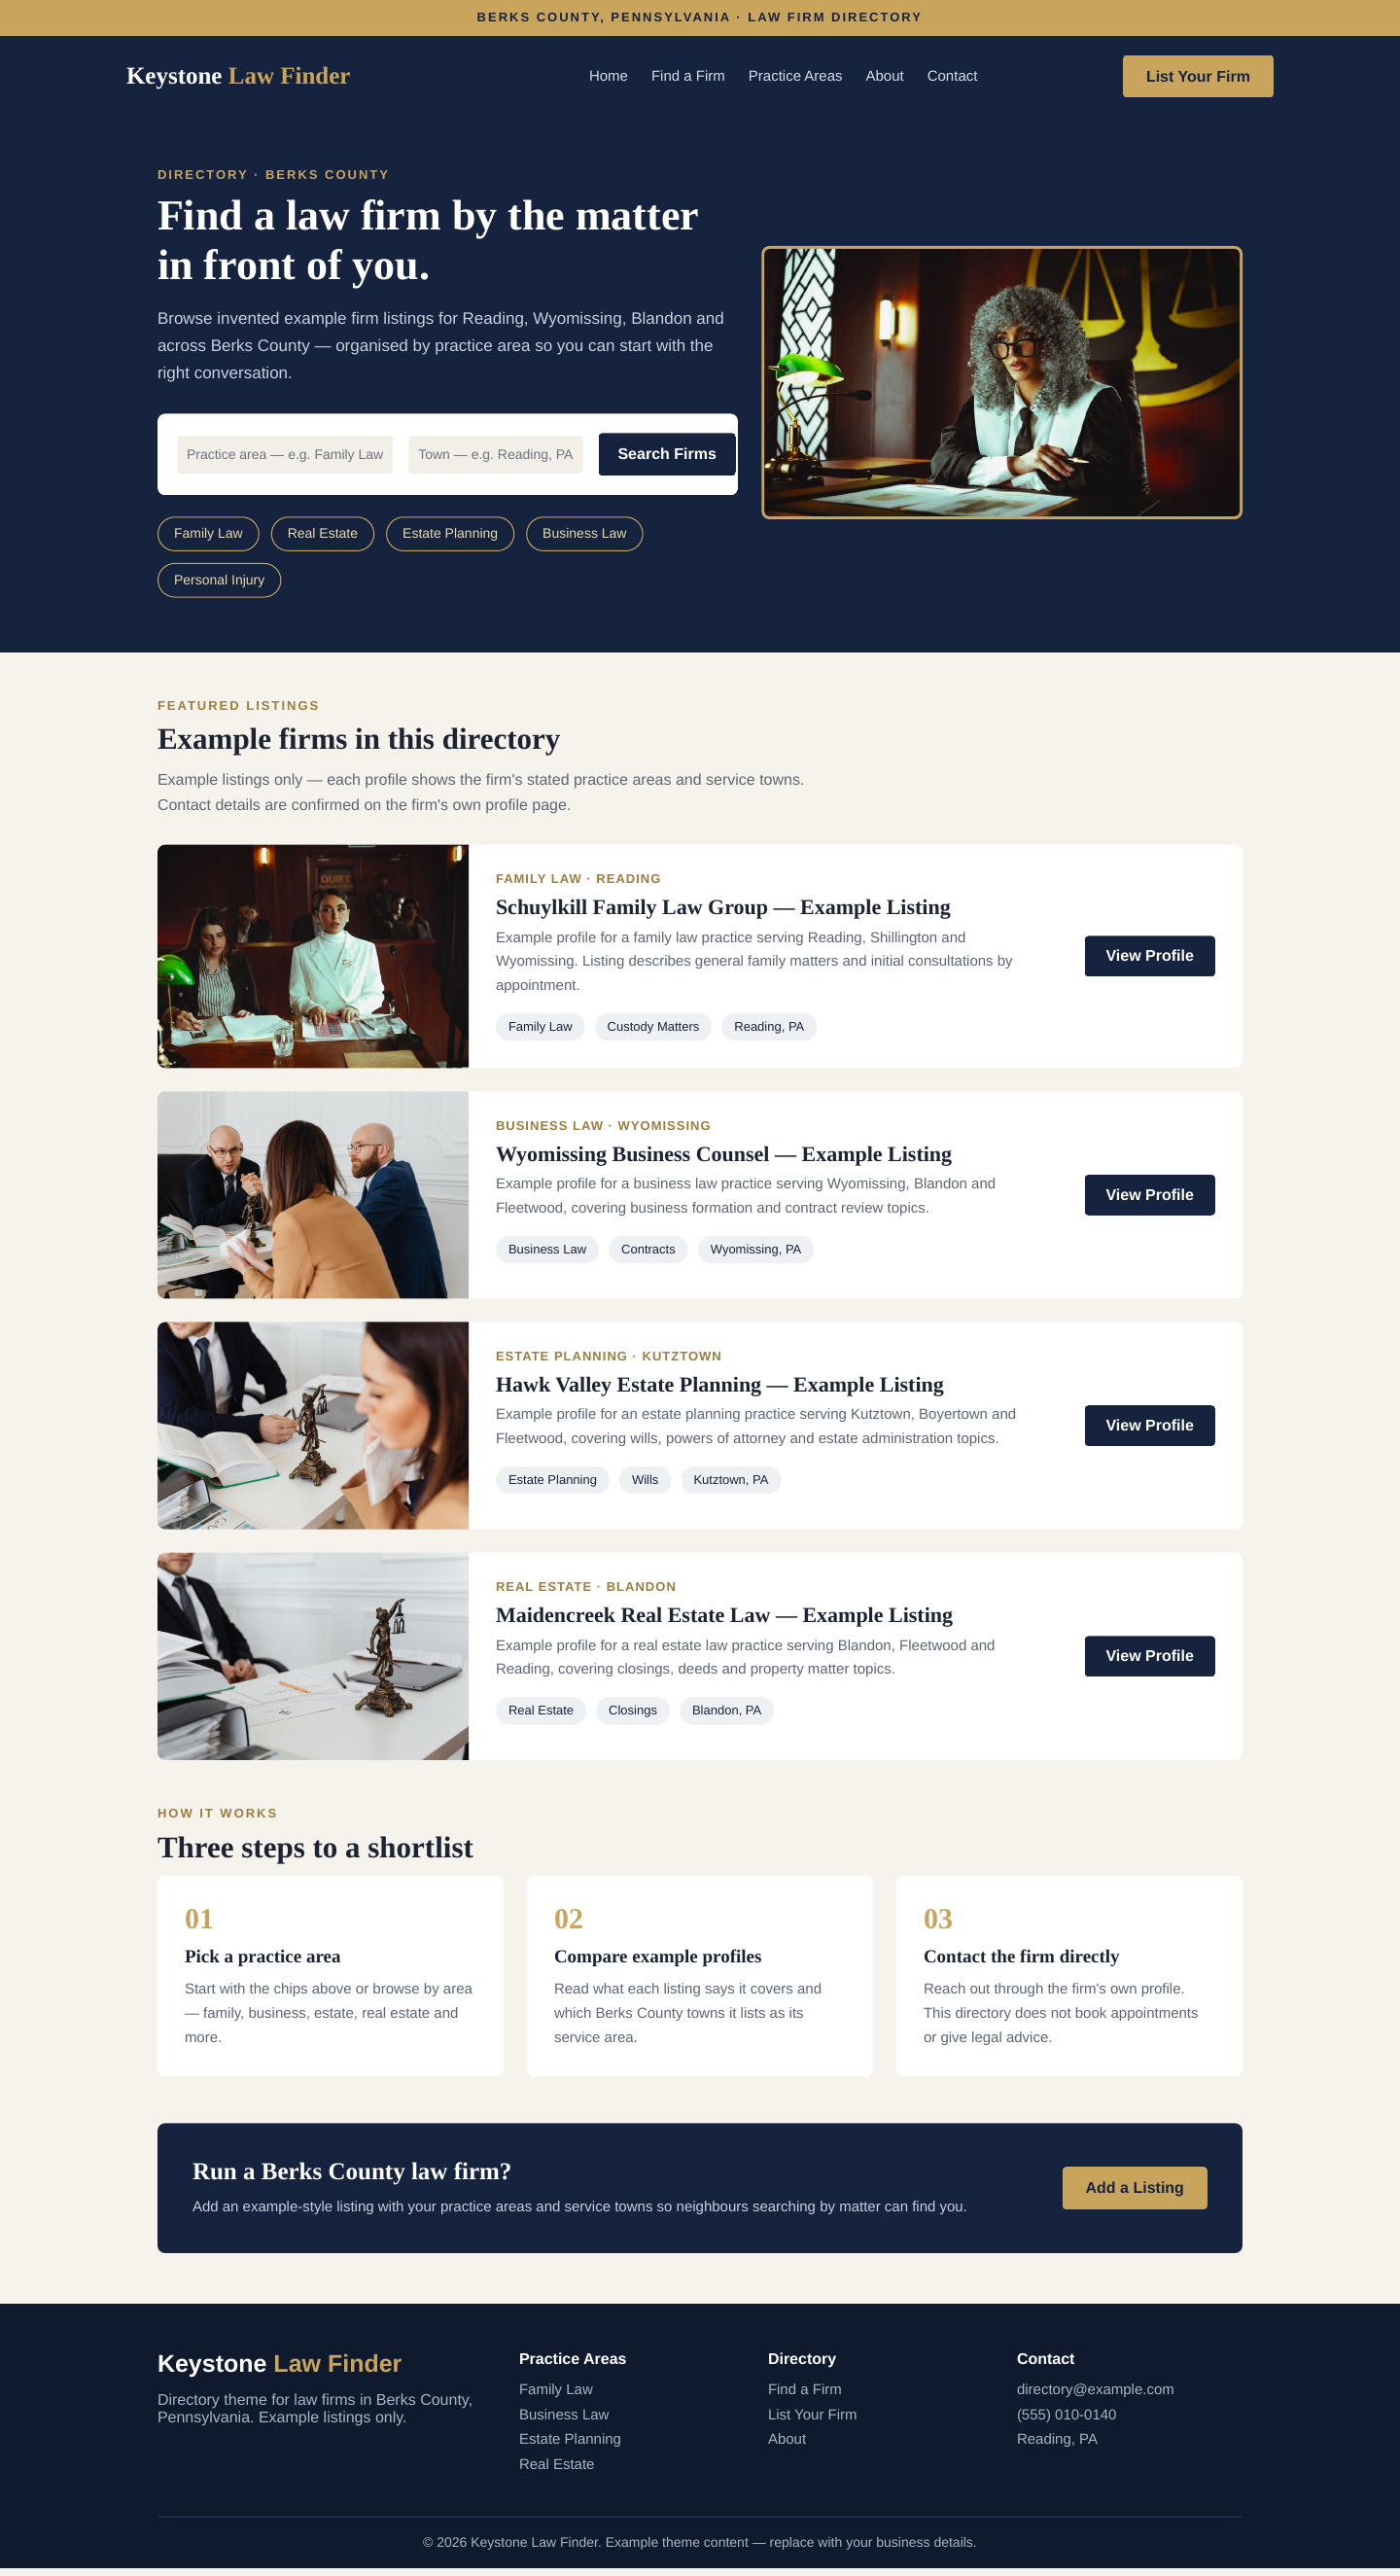 BERKS COUNTY, PENNSYLVANIA · LAW FIRM DIRECTORY
Keystone Law Finder
Home
Find a Firm
Practice Areas
About
Contact
List Your Firm
DIRECTORY · BERKS COUNTY
Find a law firm by the matter
in front of you.
Browse invented example firm listings for Reading, Wyomissing, Blandon and
across Berks County — organised by practice area so you can start with the
right conversation.
Practice area — e.g. Family Law
Town — e.g. Reading, PA
Search Firms
Family Law
Real Estate
Estate Planning
Business Law
Personal Injury
FEATURED LISTINGS
Example firms in this directory
Example listings only — each profile shows the firm's stated practice areas and service towns.
Contact details are confirmed on the firm's own profile page.
QUIET
FAMILY LAW · READING
Schuylkill Family Law Group — Example Listing
Example profile for a family law practice serving Reading, Shillington and
Wyomissing. Listing describes general family matters and initial consultations by
appointment.
Family Law
Custody Matters
Reading, PA
View Profile
BUSINESS LAW · WYOMISSING
Wyomissing Business Counsel — Example Listing
Example profile for a business law practice serving Wyomissing, Blandon and
Fleetwood, covering business formation and contract review topics.
Business Law
Contracts
Wyomissing, PA
View Profile
ESTATE PLANNING · KUTZTOWN
Hawk Valley Estate Planning — Example Listing
Example profile for an estate planning practice serving Kutztown, Boyertown and
Fleetwood, covering wills, powers of attorney and estate administration topics.
Estate Planning
Wills
Kutztown, PA
View Profile
REAL ESTATE · BLANDON
Maidencreek Real Estate Law — Example Listing
Example profile for a real estate law practice serving Blandon, Fleetwood and
Reading, covering closings, deeds and property matter topics.
Real Estate
Closings
Blandon, PA
View Profile
HOW IT WORKS
Three steps to a shortlist
01
Pick a practice area
Start with the chips above or browse by area
— family, business, estate, real estate and
more.
02
Compare example profiles
Read what each listing says it covers and
which Berks County towns it lists as its
service area.
03
Contact the firm directly
Reach out through the firm's own profile.
This directory does not book appointments
or give legal advice.
Run a Berks County law firm?
Add an example-style listing with your practice areas and service towns so neighbours searching by matter can find you.
Add a Listing
Keystone Law Finder
Directory theme for law firms in Berks County,
Pennsylvania. Example listings only.
Practice Areas
Family Law
Business Law
Estate Planning
Real Estate
Directory
Find a Firm
List Your Firm
About
Contact
directory@example.com
(555) 010-0140
Reading, PA
© 2026 Keystone Law Finder. Example theme content — replace with your business details.